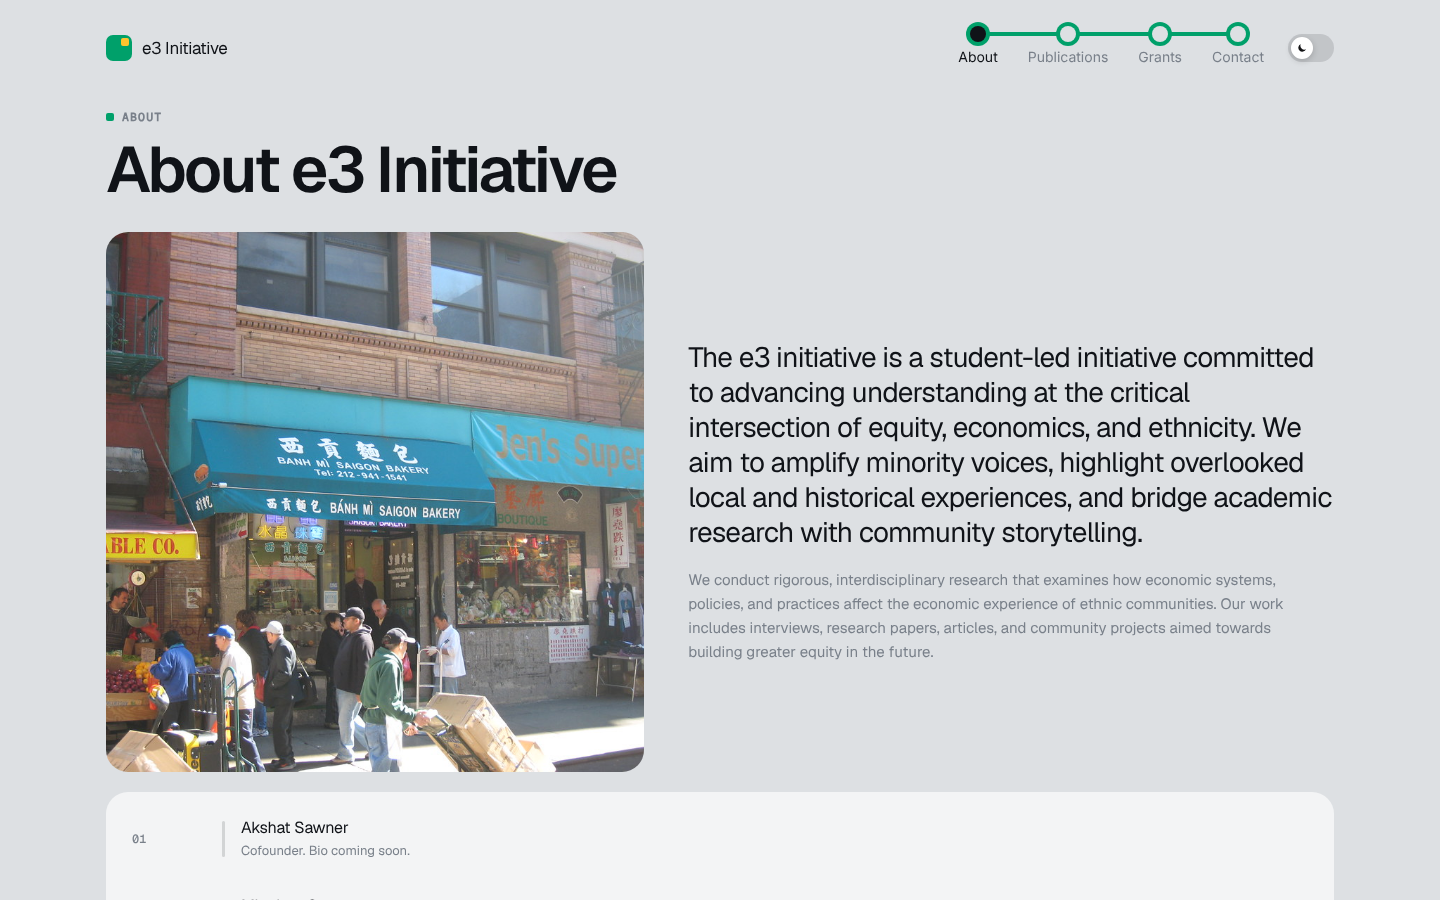 e3 Initiative
About
Publications
Grants
Contact
ABOUT
About e3 Initiative
西貢麵包
BANH MÌ SAIGON BAKERY
Tel: 212-941-1541
西貢麵包 BÁNH MÌ SAIGON BAKERY
Jen's Super
BOUTIQUE
ABLE CO.
The e3 initiative is a student-led initiative committed
to advancing understanding at the critical
intersection of equity, economics, and ethnicity. We
aim to amplify minority voices, highlight overlooked
local and historical experiences, and bridge academic
research with community storytelling.
We conduct rigorous, interdisciplinary research that examines how economic systems,
policies, and practices affect the economic experience of ethnic communities. Our work
includes interviews, research papers, articles, and community projects aimed towards
building greater equity in the future.
01
Akshat Sawner
Cofounder. Bio coming soon.